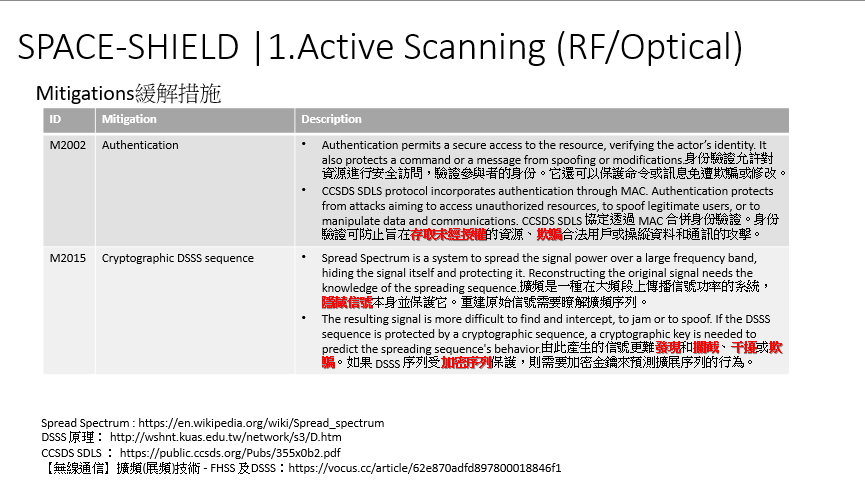 SPACE-SHIELD |1.Active Scanning (RF/Optical)
Mitigations緩解措施
ID Mitigation Description
M2002 Authentication • Authentication permits a secure access to the resource, verifying the actor's identity. It
also protects a command or a message from spoofing or modifications.身份驗證允許對
資源進行安全訪問，驗證參與者的身份。它還可以保護命令或訊息免遭欺騙或修改。
• CCSDS SDLS protocol incorporates authentication through MAC. Authentication protects
from attacks aiming to access unauthorized resources, to spoof legitimate users, or to
manipulate data and communications. CCSDS SDLS 協定透過 MAC 合併身份驗證。身份
驗證可防止旨在存取未經授權的資源、欺騙合法用戶或操縱資料和通訊的攻擊。
M2015 Cryptographic DSSS sequence • Spread Spectrum is a system to spread the signal power over a large frequency band,
hiding the signal itself and protecting it. Reconstructing the original signal needs the
knowledge of the spreading sequence.擴頻是一種在大頻段上傳播信號功率的系統，
隱藏信號本身並保護它。重建原始信號需要瞭解擴頻序列。
• The resulting signal is more difficult to find and intercept, to jam or to spoof. If the DSSS
sequence is protected by a cryptographic sequence, a cryptographic key is needed to
predict the spreading sequence's behavior.由此產生的信號更難發現和攔截、干擾或欺
騙。如果 DSSS 序列受加密序列保護，則需要加密金鑰來預測擴展序列的行為。
Spread Spectrum : https://en.wikipedia.org/wiki/Spread_spectrum
DSSS 原理： http://wshnt.kuas.edu.tw/network/s3/D.htm
CCSDS SDLS ： https://public.ccsds.org/Pubs/355x0b2.pdf
【無線通信】擴頻(展頻)技術 - FHSS 及DSSS：https://vocus.cc/article/62e870adfd897800018846f1